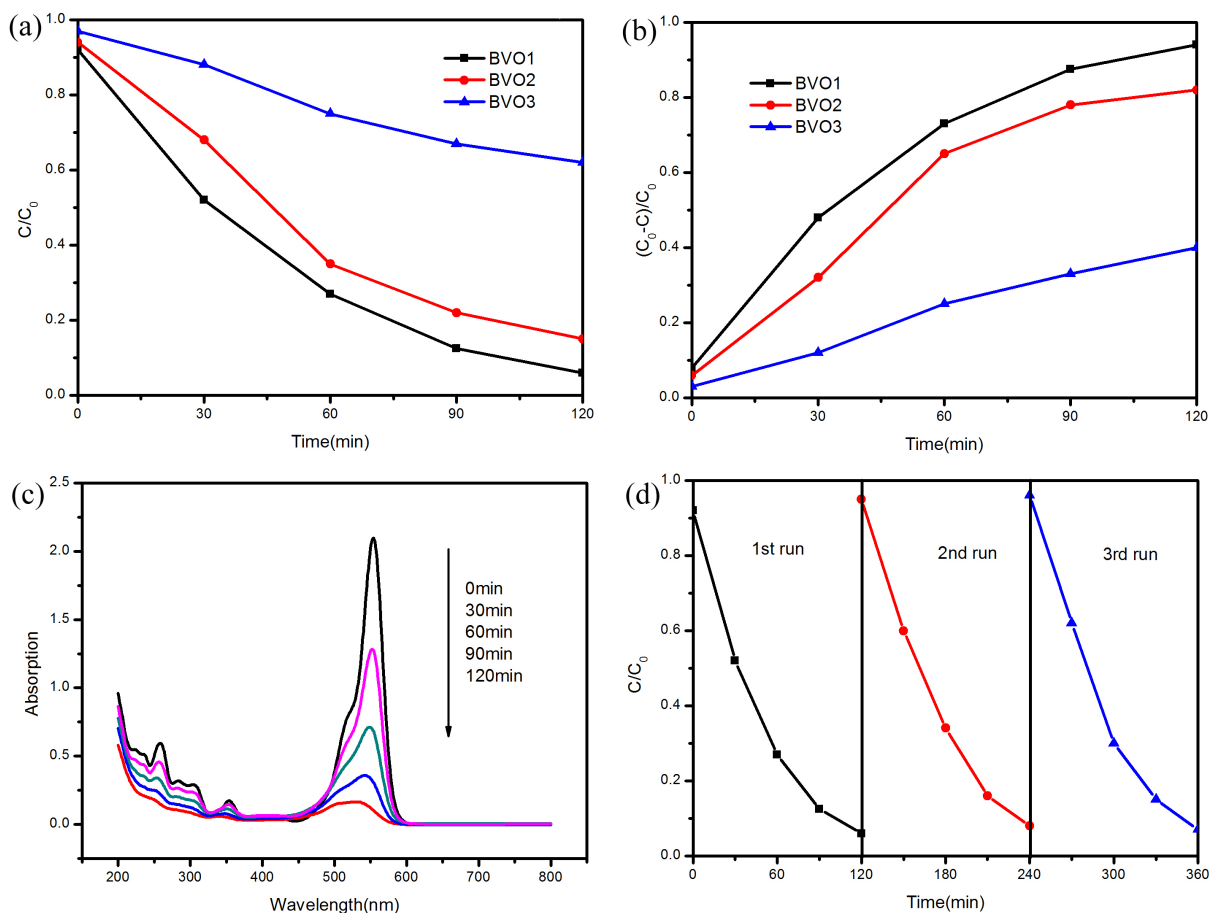 (a)
1.0
0.8
0.6
0.4
0.2
0.0
C/C0
0
30
60
90
120
Time(min)
BVO1
BVO2
BVO3
(b)
1.0
0.8
0.6
0.4
0.2
0.0
(C0-C)/C0
0
30
60
90
120
Time(min)
BVO1
BVO2
BVO3
(c)
2.5
2.0
1.5
1.0
0.5
0.0
Absorption
200
300
400
500
600
700
800
Wavelength(nm)
0min
30min
60min
90min
120min
(d)
1.0
0.8
0.6
0.4
0.2
0.0
C/C0
0
60
120
180
240
300
360
Time(min)
1st run
2nd run
3rd run